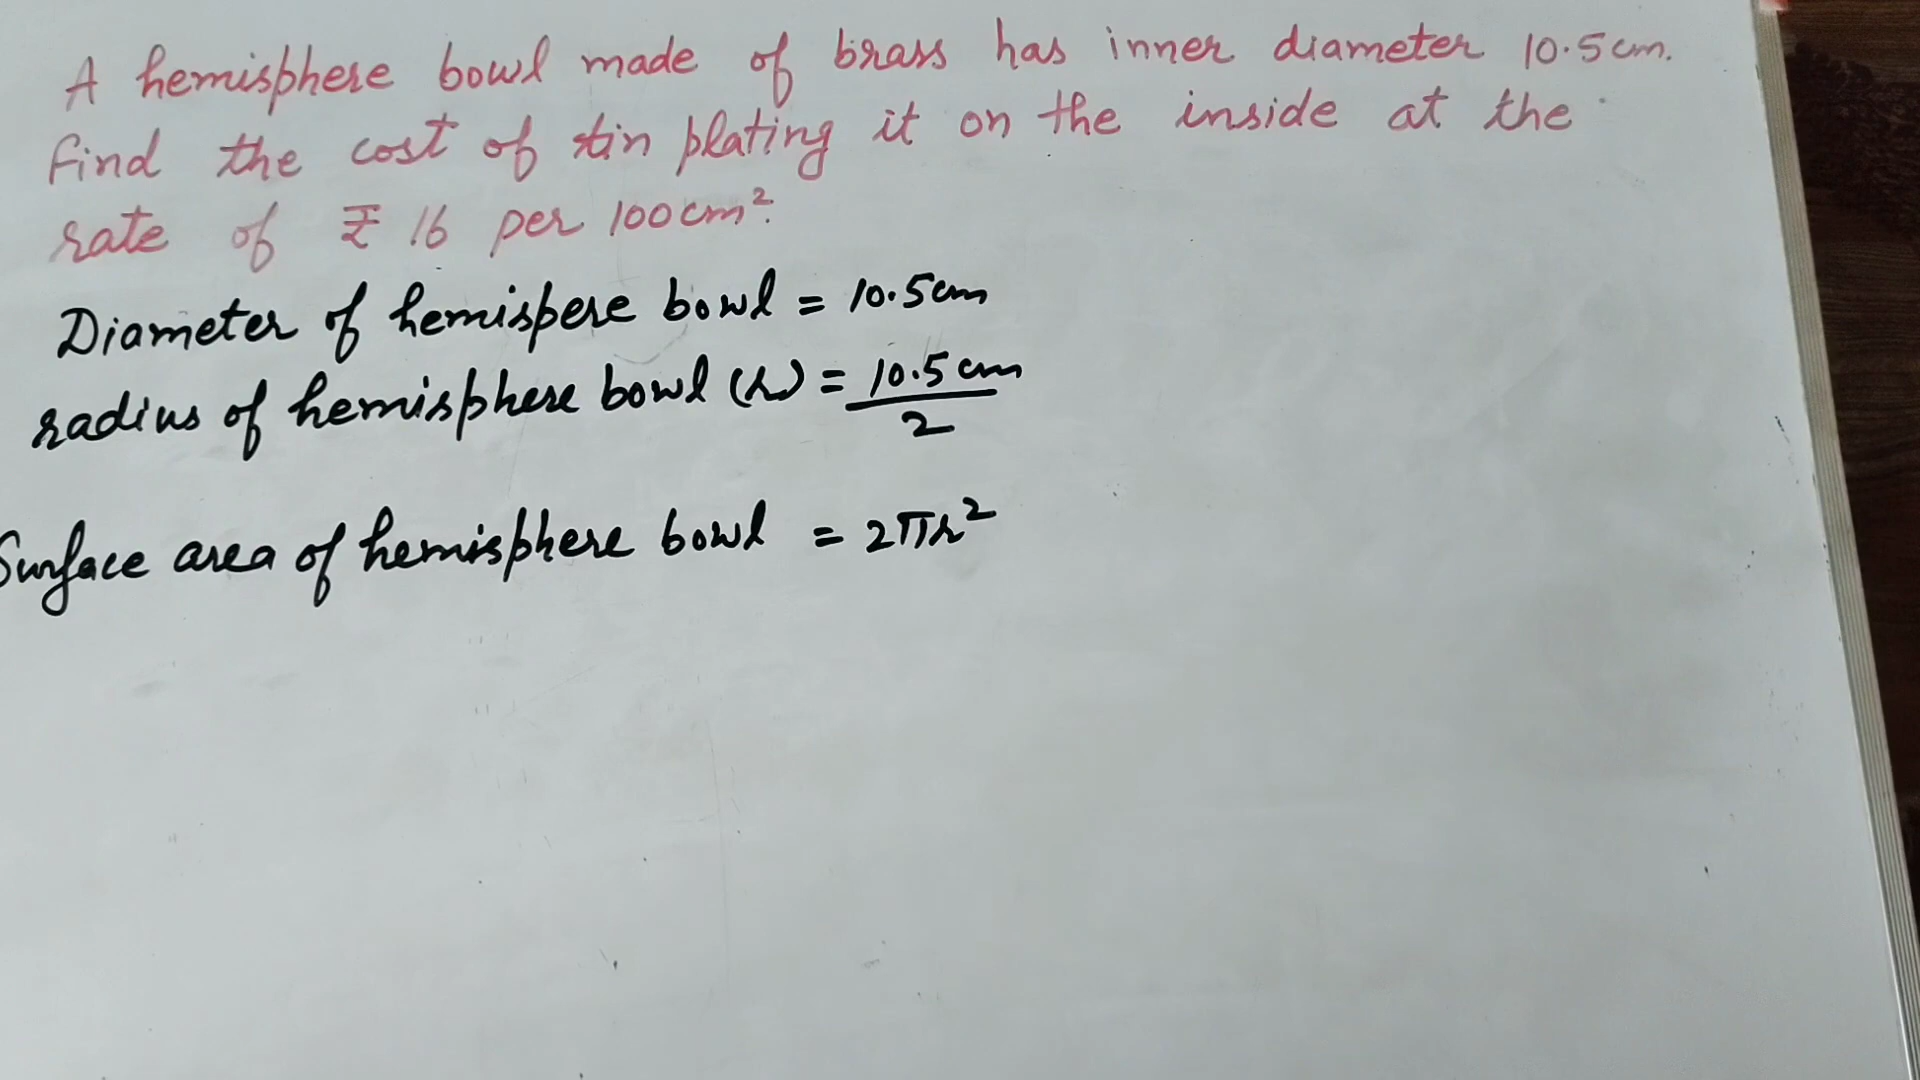 A hemisphere bowl made of brass has inner diameter 10.5cm.
Find the cost of tin plating it on the inside at the
rate of ₹ 16 per 100cm².
Diameter of hemispere bowl = 10.5cm
radius of hemisphere bowl (r) = 10.5cm/2
Surface area of hemisphere bowl = 2πr²